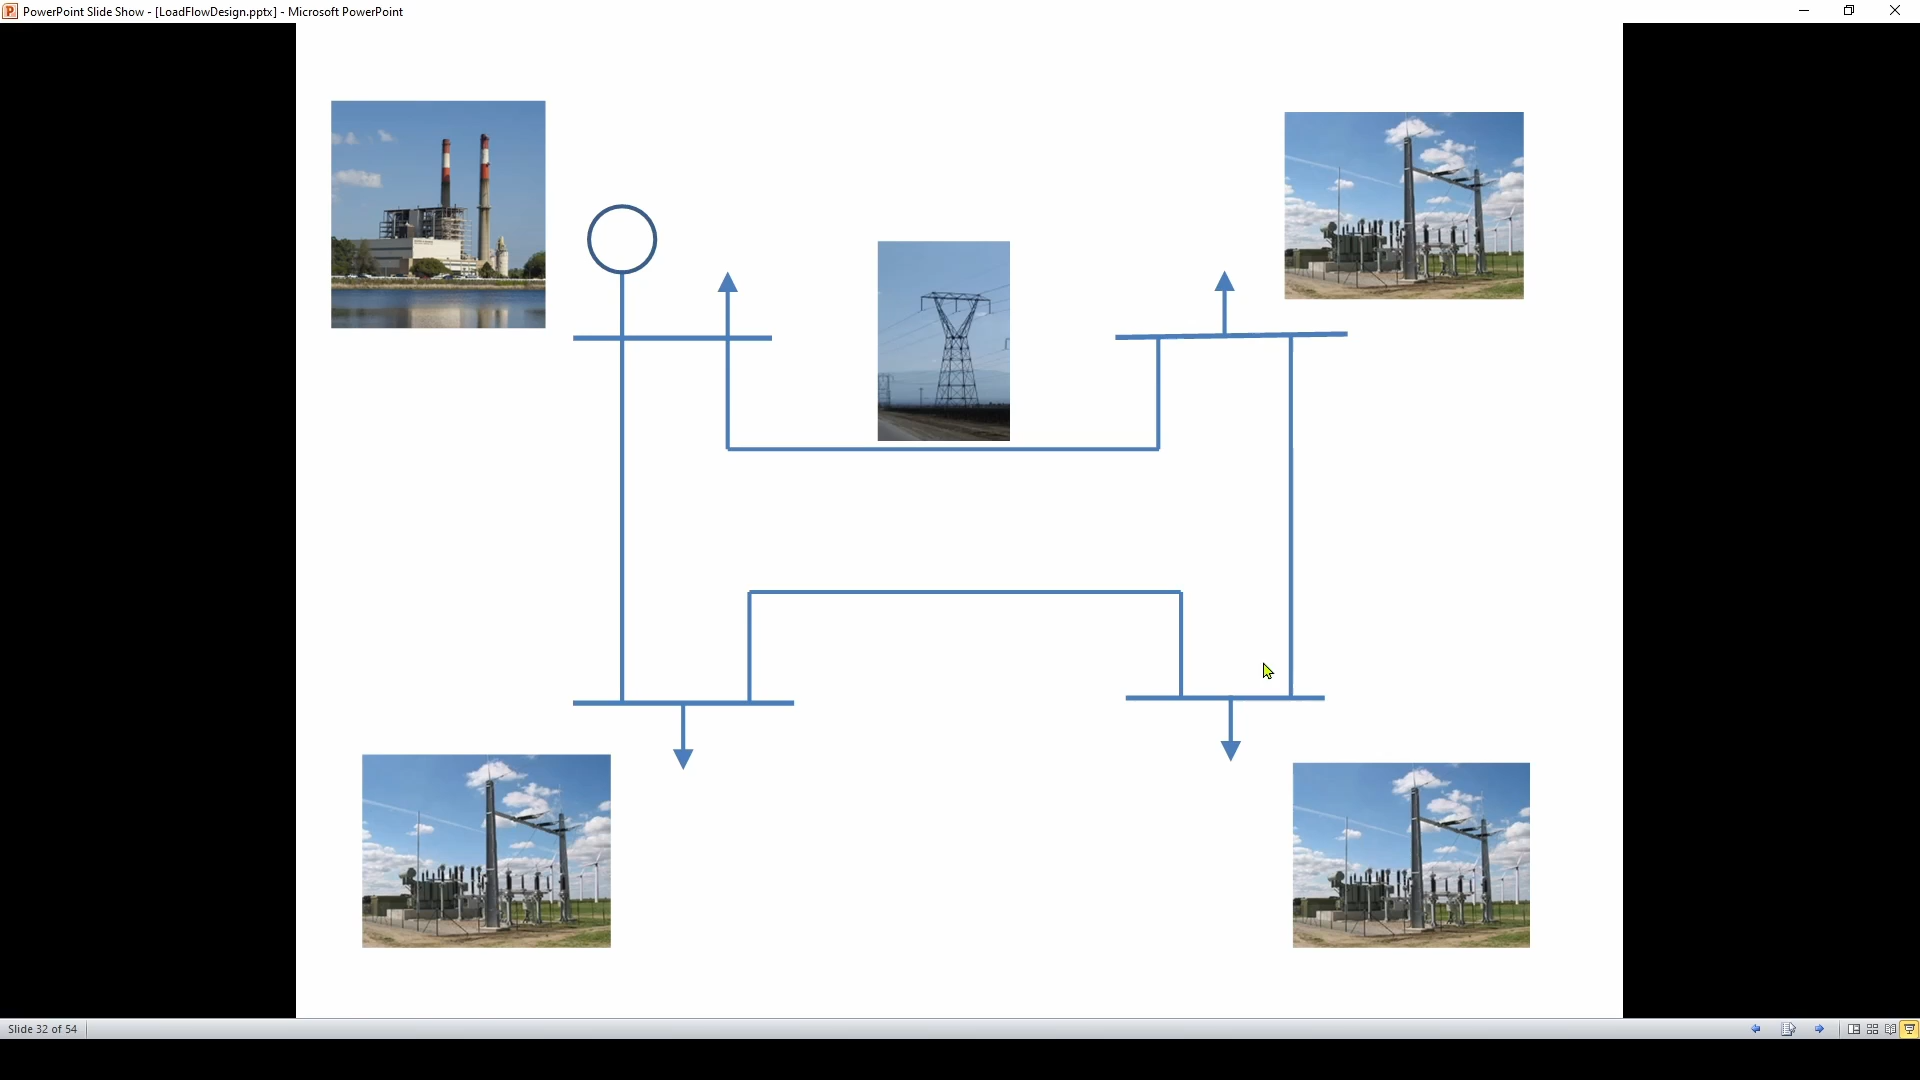 PowerPoint Slide Show - [LoadFlowDesign.pptx] - Microsoft PowerPoint
Slide 32 of 54